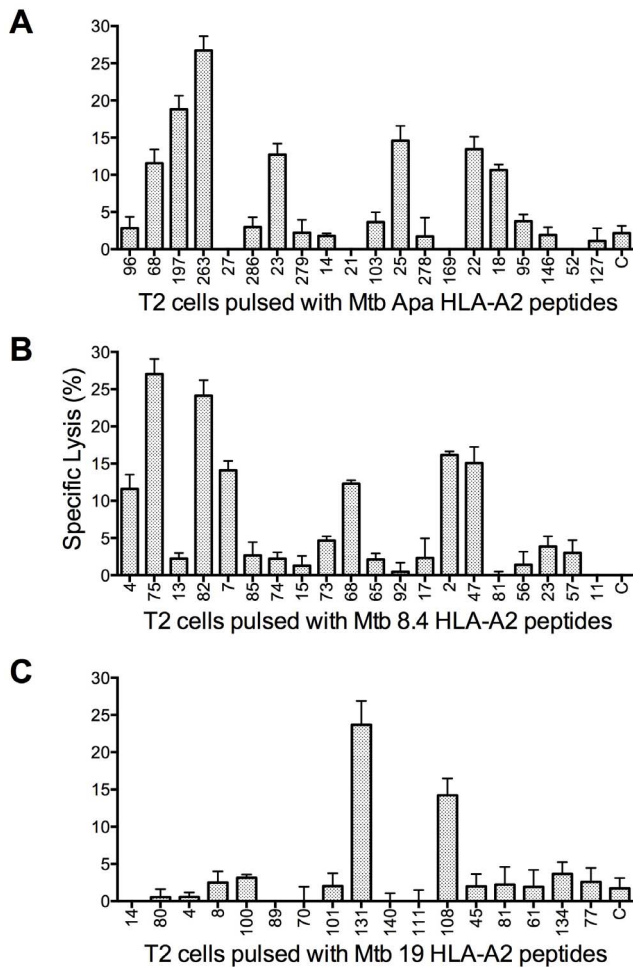 A
30
25
20
15
10
5
0
96 68 197 263 27 286 23 279 14 21 103 25 278 169 22 18 95 146 52 127 C
T2 cells pulsed with Mtb Apa HLA-A2 peptides
B
Specific Lysis (%)
30
25
20
15
10
5
0
4 75 13 82 7 85 74 15 73 68 65 92 17 2 47 81 56 23 57 11 C
T2 cells pulsed with Mtb 8.4 HLA-A2 peptides
C
30
25
20
15
10
5
0
14 80 4 8 100 89 70 101 131 140 111 108 45 81 61 134 77 C
T2 cells pulsed with Mtb 19 HLA-A2 peptides